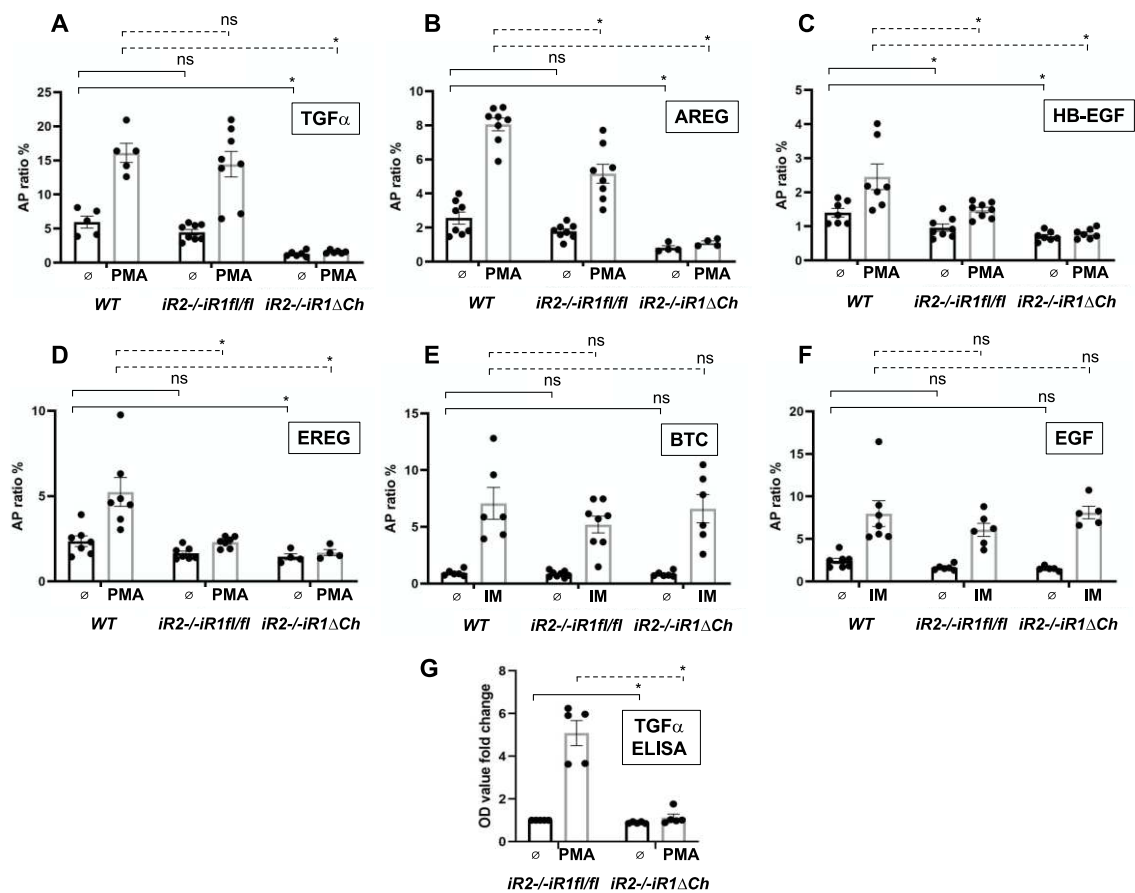 A
ns
*
ns
*
TGFα
AP ratio %
25
20
15
10
5
0
∅ PMA ∅ PMA ∅ PMA
WT iR2-/-iR1fl/fl iR2-/-iR1ΔCh
B
*
*
ns
*
AREG
AP ratio %
10
8
6
4
2
0
∅ PMA ∅ PMA ∅ PMA
WT iR2-/-iR1fl/fl iR2-/-iR1ΔCh
C
*
*
*
*
HB-EGF
AP ratio %
5
4
3
2
1
0
∅ PMA ∅ PMA ∅ PMA
WT iR2-/-iR1fl/fl iR2-/-iR1ΔCh
D
*
*
ns
*
EREG
AP ratio %
10
5
0
∅ PMA ∅ PMA ∅ PMA
WT iR2-/-iR1fl/fl iR2-/-iR1ΔCh
E
ns
ns
ns
ns
BTC
AP ratio %
15
10
5
0
∅ IM ∅ IM ∅ IM
WT iR2-/-iR1fl/fl iR2-/-iR1ΔCh
F
ns
ns
ns
ns
EGF
AP ratio %
20
15
10
5
0
∅ IM ∅ IM ∅ IM
WT iR2-/-iR1fl/fl iR2-/-iR1ΔCh
G
*
*
TGFα
ELISA
OD value fold change
8
6
4
2
0
∅ PMA ∅ PMA
iR2-/-iR1fl/fl iR2-/-iR1ΔCh